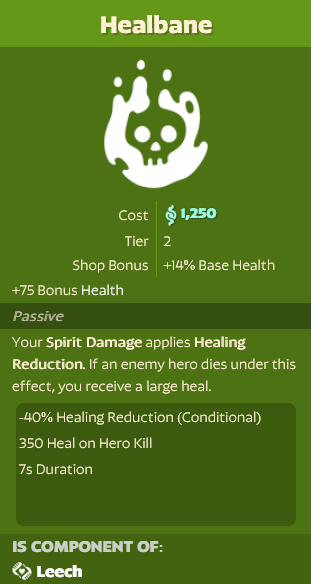 Healbane
Cost 1,250
Tier 2
Shop Bonus +14% Base Health
+75 Bonus Health
Passive
Your Spirit Damage applies Healing
Reduction. If an enemy hero dies under this
effect, you receive a large heal.
-40% Healing Reduction (Conditional)
350 Heal on Hero Kill
7s Duration
IS COMPONENT OF:
Leech